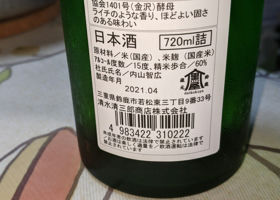 協会1401号(金沢)酵母
ライチのような香り、ほどよい固さ
のある味わい
日本酒 720ml詰
原材料/米(国産)、米麹(国産米)
アルコール度数/15度、精米歩合/60%
杜氏氏名/内山智広
製造年月
2021.04
三重県鈴鹿市若松東三丁目9番33号
清水清三郎商店株式会社
4 983422 310222